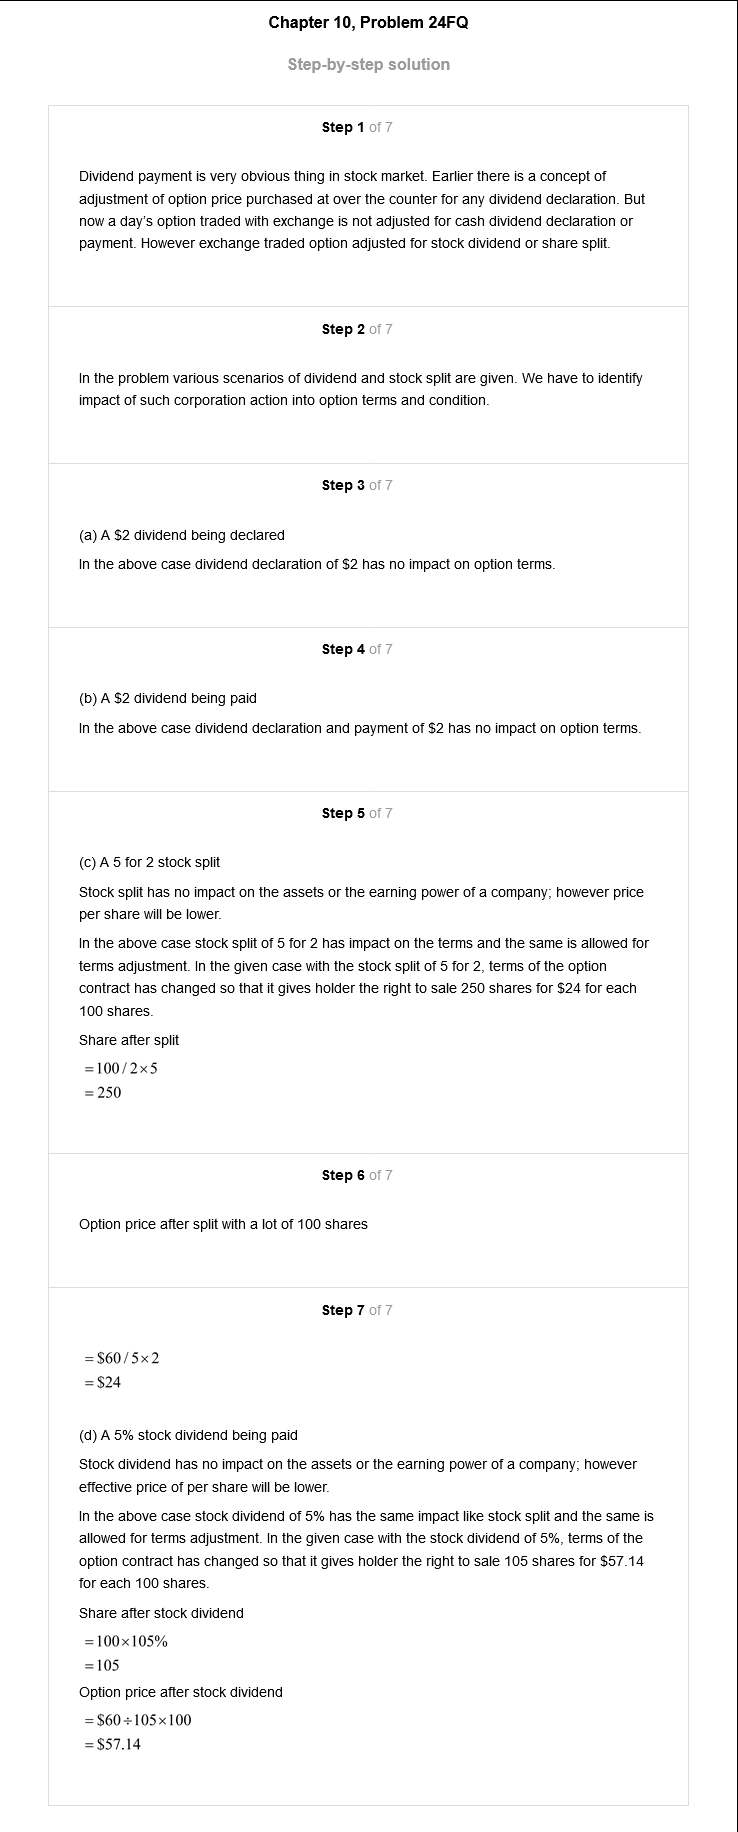 Chapter 10, Problem 24FQ
Step-by-step solution
Step 1 of 7
Dividend payment is very obvious thing in stock market. Earlier there is a concept of
adjustment of option price purchased at over the counter for any dividend declaration. But
now a day's option traded with exchange is not adjusted for cash dividend declaration or
payment. However exchange traded option adjusted for stock dividend or share split.
Step 2 of 7
In the problem various scenarios of dividend and stock split are given. We have to identify
impact of such corporation action into option terms and condition.
Step 3 of 7
(a) A $2 dividend being declared
In the above case dividend declaration of $2 has no impact on option terms.
Step 4 of 7
(b) A $2 dividend being paid
In the above case dividend declaration and payment of $2 has no impact on option terms.
Step 5 of 7
(c) A 5 for 2 stock split
Stock split has no impact on the assets or the earning power of a company; however price
per share will be lower.
In the above case stock split of 5 for 2 has impact on the terms and the same is allowed for
terms adjustment. In the given case with the stock split of 5 for 2, terms of the option
contract has changed so that it gives holder the right to sale 250 shares for $24 for each
100 shares.
Share after split
=100/2×5
=250
Step 6 of 7
Option price after split with a lot of 100 shares
Step 7 of 7
=$60/5×2
=$24
(d) A 5% stock dividend being paid
Stock dividend has no impact on the assets or the earning power of a company; however
effective price of per share will be lower.
In the above case stock dividend of 5% has the same impact like stock split and the same is
allowed for terms adjustment. In the given case with the stock dividend of 5%, terms of the
option contract has changed so that it gives holder the right to sale 105 shares for $57.14
for each 100 shares.
Share after stock dividend
=100×105%
=105
Option price after stock dividend
=$60÷105×100
=$57.14